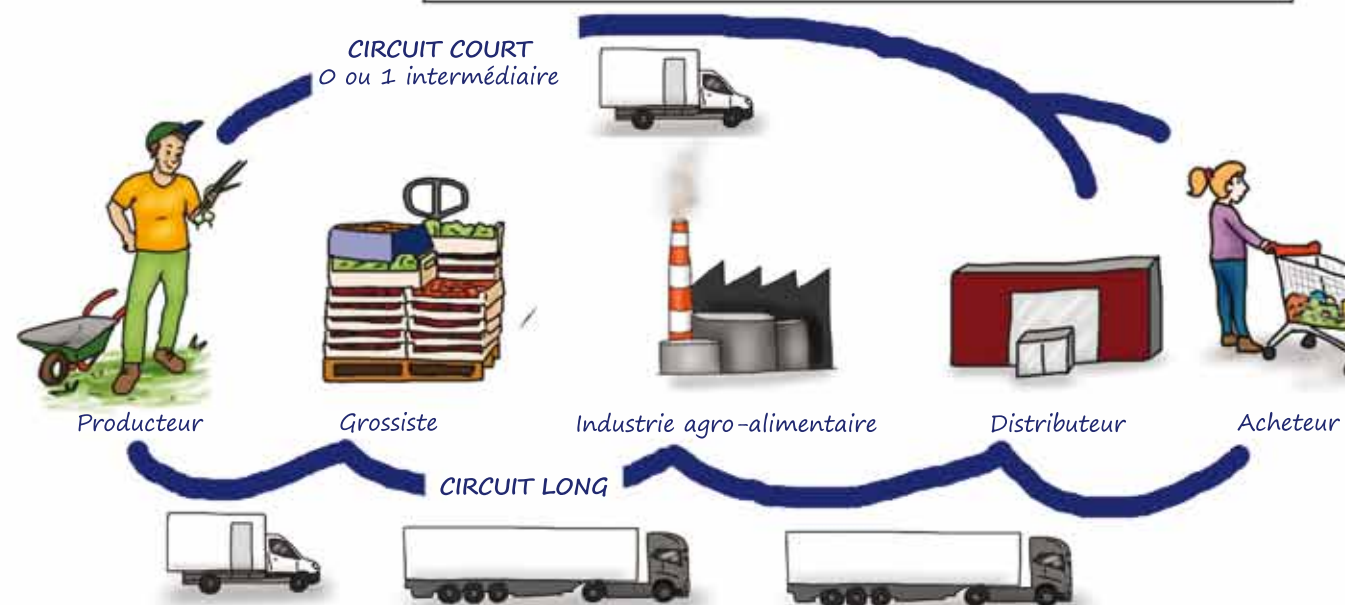 CIRCUIT COURT
0 ou 1 intermédiaire
Producteur
Grossiste
Industrie agro-alimentaire
Distributeur
Acheteur
CIRCUIT LONG